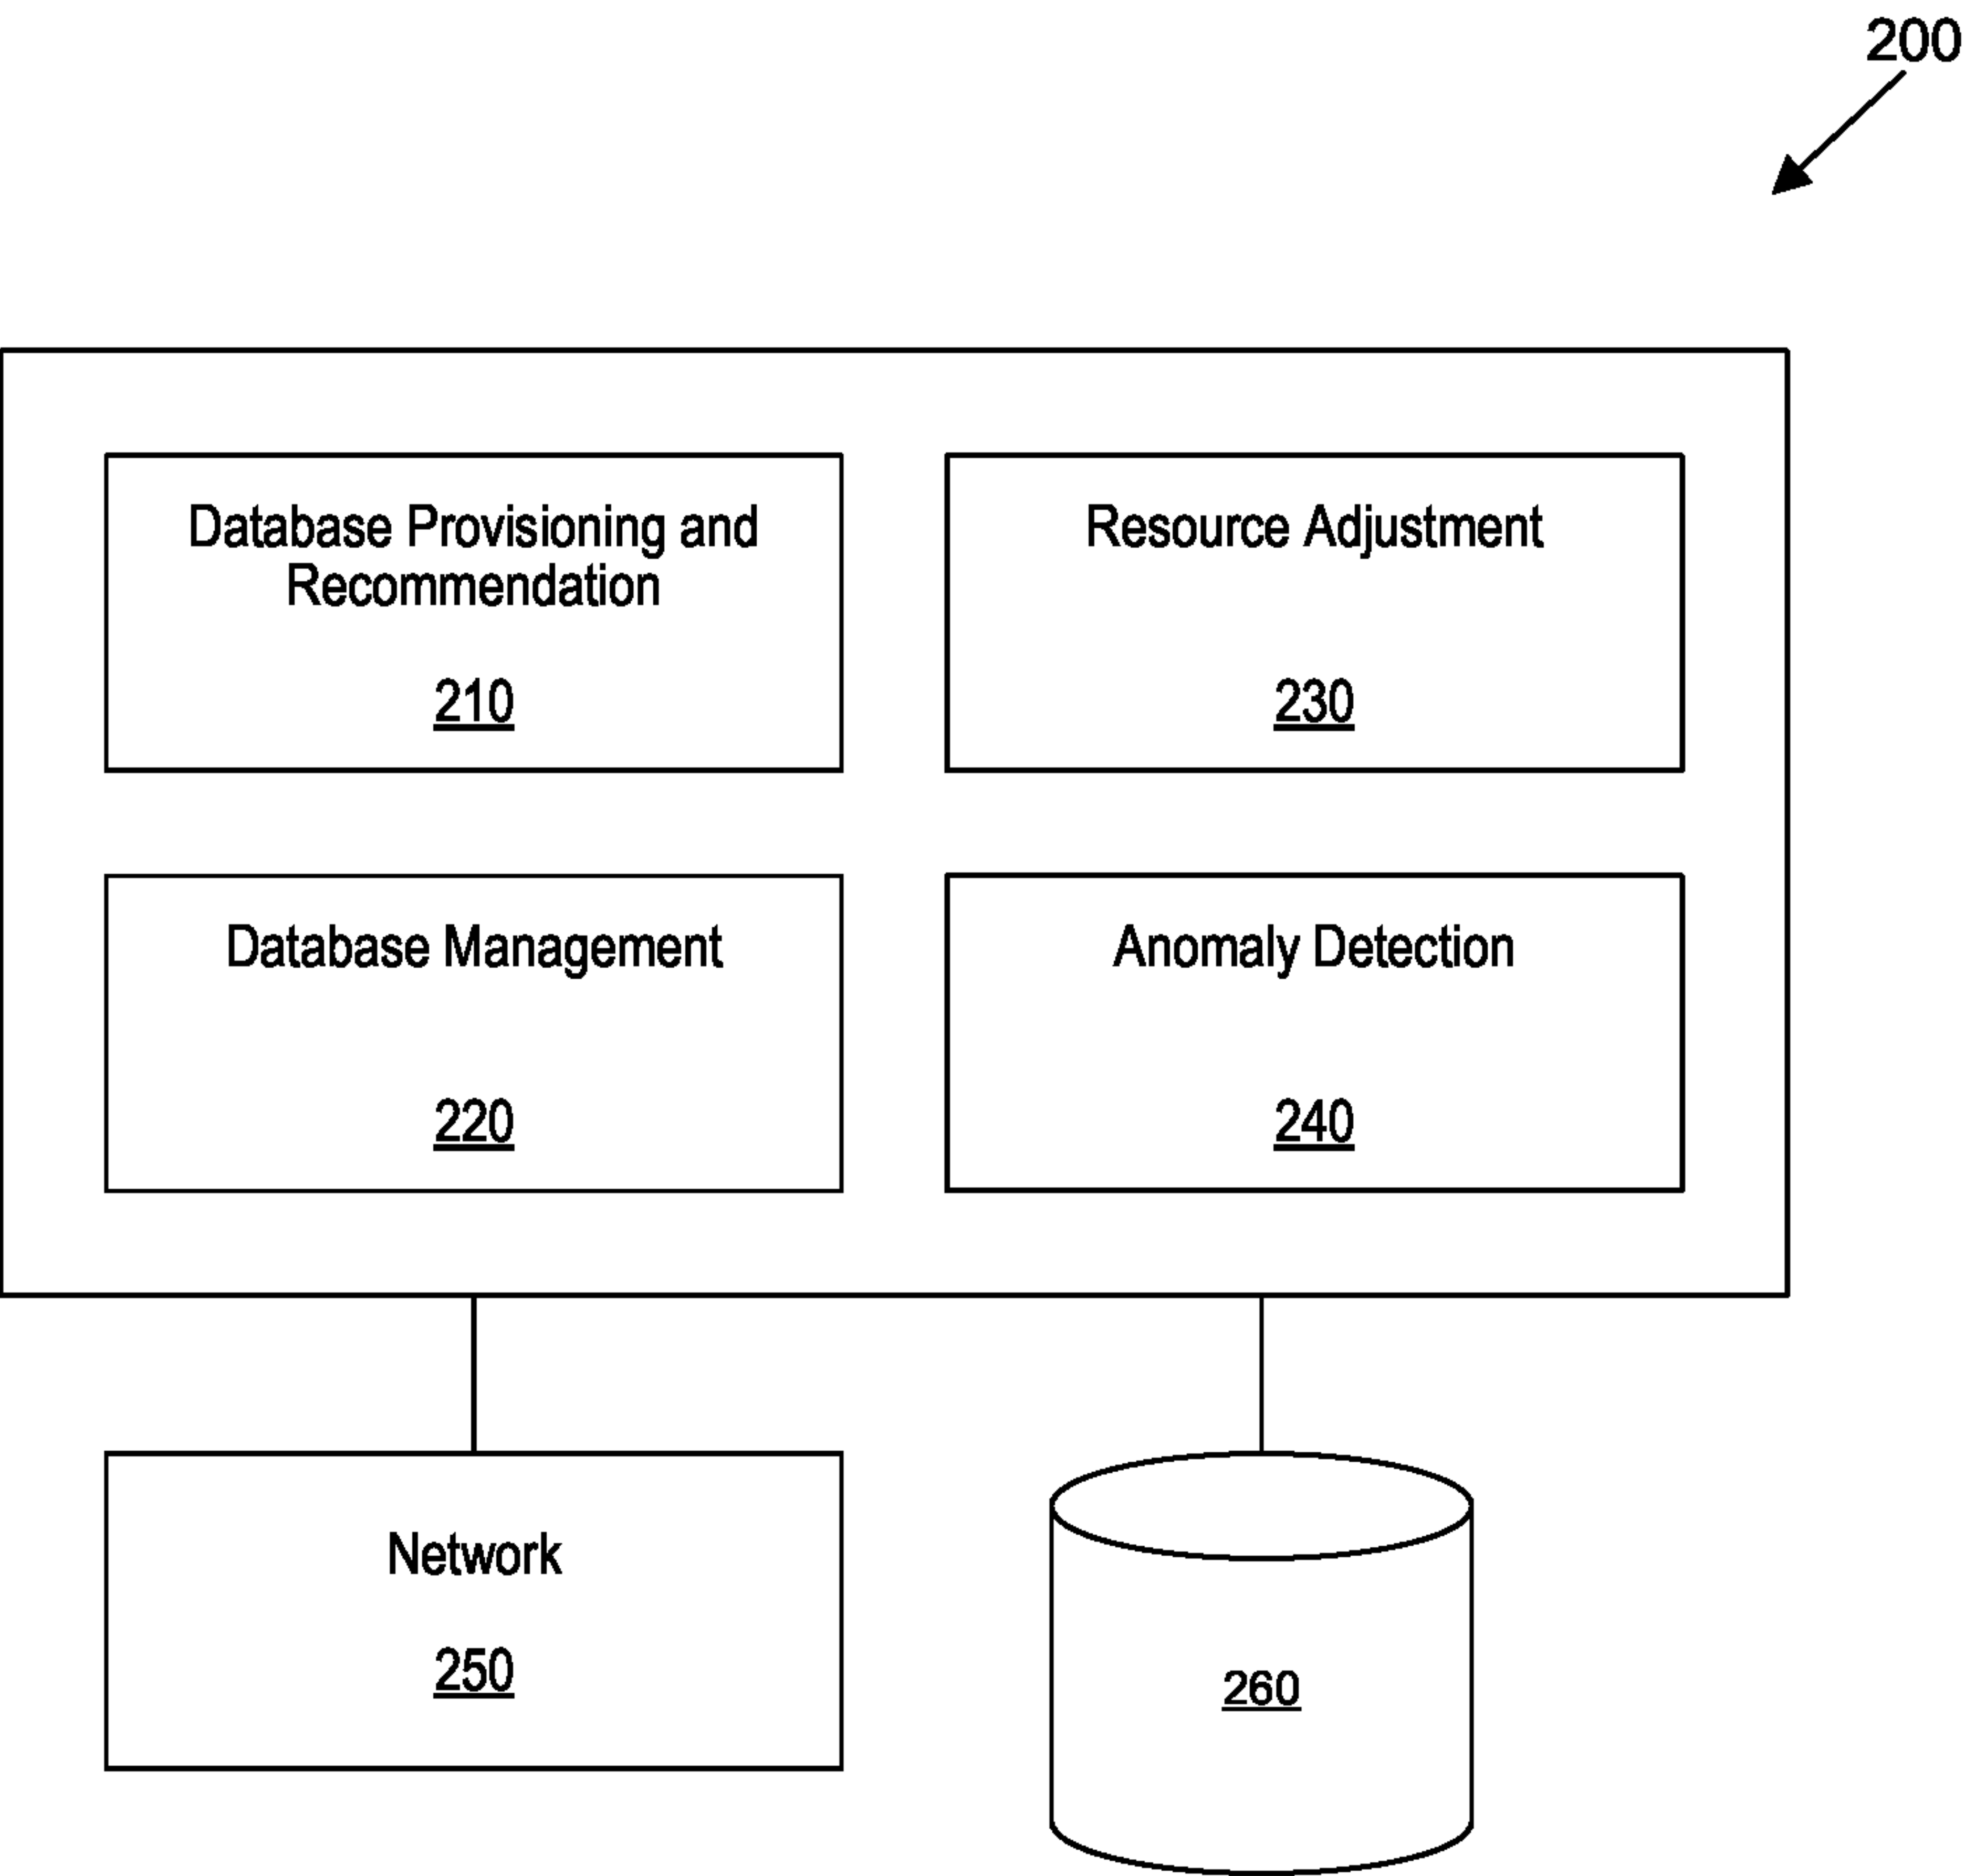 200
Database Provisioning and
Recommendation
210
Resource Adjustment
230
Database Management
220
Anomaly Detection
240
Network
250
260